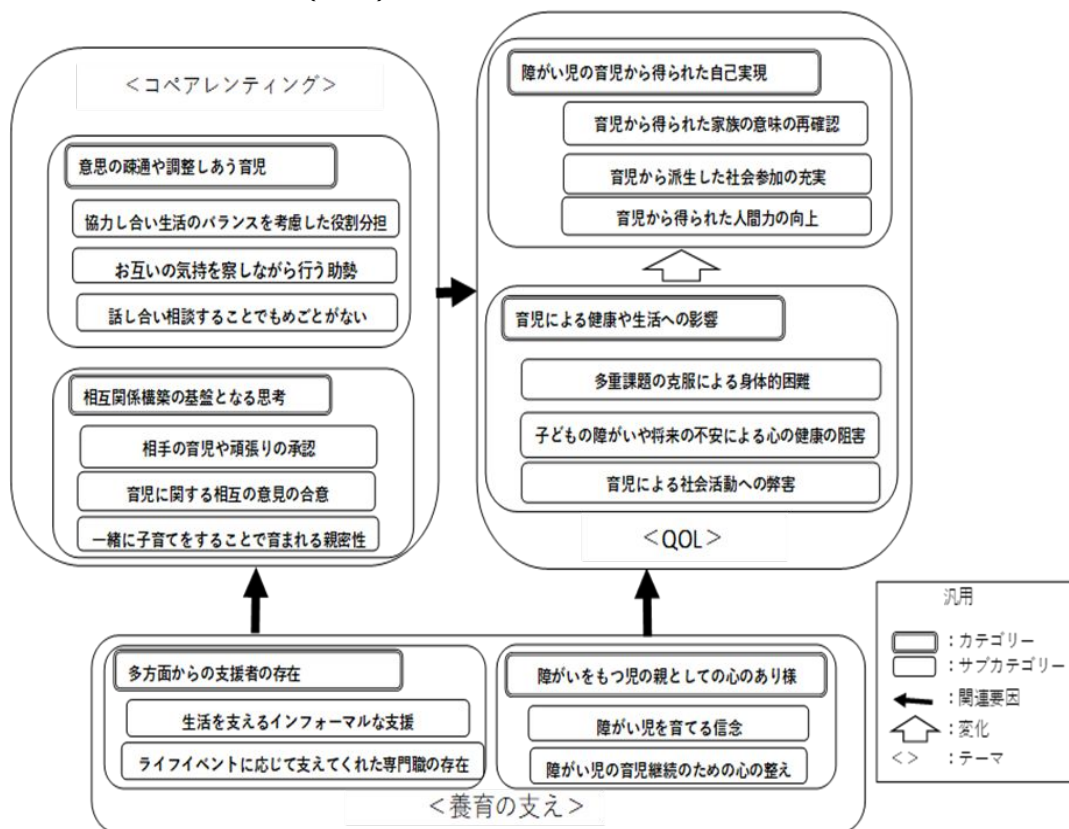 ＜コペアレンティング＞
意思の疎通や調整しあう育児
協力し合い生活のバランスを考慮した役割分担
お互いの気持を察しながら行う助勢
話し合い相談することでもめごとがない
相互関係構築の基盤となる思考
相手の育児や頑張りの承認
育児に関する相互の意見の合意
一緒に子育てをすることで育まれる親密性
障がい児の育児から得られた自己実現
育児から得られた家族の意味の再確認
育児から派生した社会参加の充実
育児から得られた人間力の向上
育児による健康や生活への影響
多重課題の克服による身体的困難
子どもの障がいや将来の不安による心の健康の阻害
育児による社会活動への弊害
＜QOL＞
多方面からの支援者の存在
生活を支えるインフォーマルな支援
ライフイベントに応じて支えてくれた専門職の存在
障がいをもつ児の親としての心のあり様
障がい児を育てる信念
障がい児の育児継続のための心の整え
＜養育の支え＞
汎用
：カテゴリー
：サブカテゴリー
：関連要因
：変化
＜＞：テーマ